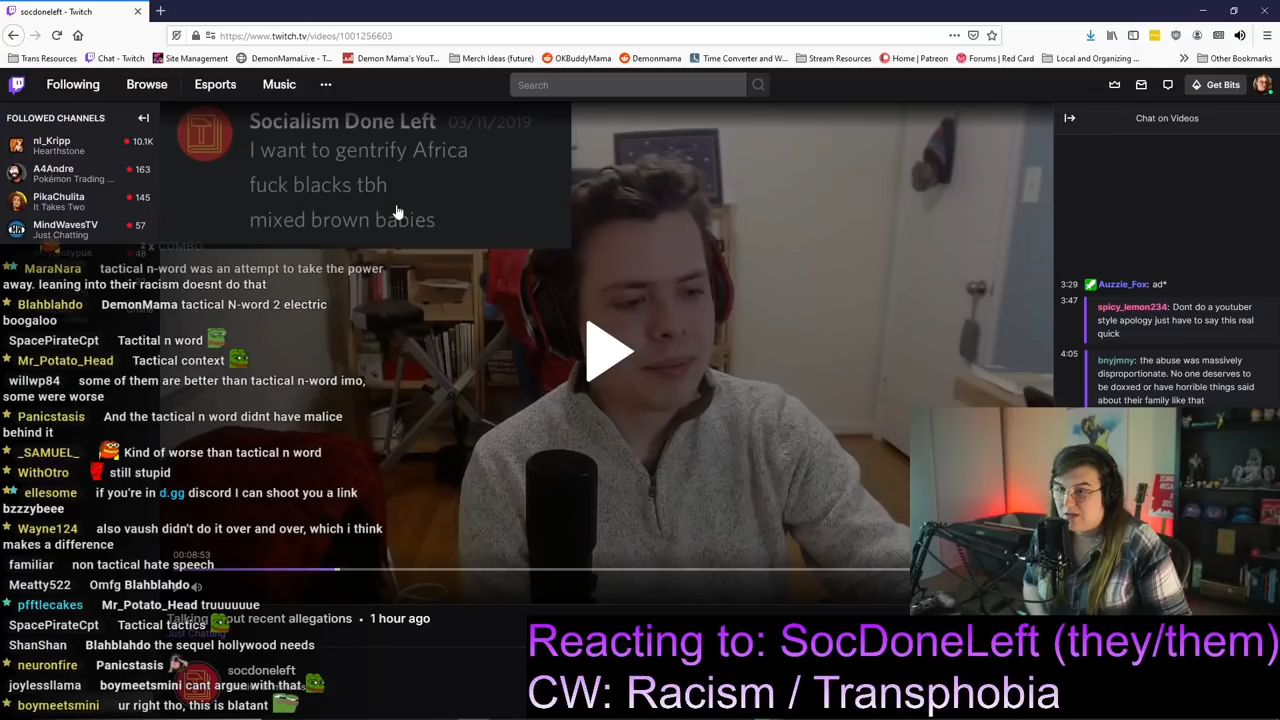 socdoneleft - Twitch
https://www.twitch.tv/videos/1001256603
Trans Resources
Chat - Twitch
Site Management
DemonMamaLive - T...
Demon Mama's YouT...
Merch Ideas (future)
OKBuddyMama
Demonmama
Time Converter and W...
Stream Resources
Home | Patreon
Forums | Red Card
Local and Organizing ...
Other Bookmarks
Following
Browse
Esports
Music
Search
Get Bits
FOLLOWED CHANNELS
nl_Kripp
10.1K
Hearthstone
A4Andre
163
Pokémon Trading ...
PikaChulita
145
It Takes Two
MindWavesTV
57
Just Chatting
Socialism Done Left 03/11/2019
I want to gentrify Africa
fuck blacks tbh
mixed brown babies
Chat on Videos
3:29 Auzzie_Fox: ad*
3:47 spicy_lemon234: Dont do a youtuber
style apology just have to say this real
quick
4:05 bnyjmny: the abuse was massively
disproportionate. No one deserves to
be doxxed or have horrible things said
about their family like that
COMBO
48
MaraNara tactical n-word was an attempt to take the power
away. leaning into their racism doesnt do that
Blahblahdo DemonMama tactical N-word 2 electric
boogaloo
SpacePirateCpt Tactital n word
Mr_Potato_Head Tactical context
willwp84 some of them are better than tactical n-word imo,
some were worse
Panicstasis And the tactical n word didnt have malice
behind it
_SAMUEL_ Kind of worse than tactical n word
WithOtro still stupid
ellesome if you're in d.gg discord I can shoot you a link
bzzzybeee
Wayne124 also vaush didn't do it over and over, which i think
makes a difference
familiar non tactical hate speech
Meatty522 Omfg Blahblahdo
pfftlecakes Mr_Potato_Head truuuuuue
SpacePirateCpt Tactical tactics
ShanShan Blahblahdo the sequel hollywood needs
neuronfire Panicstasis
joylessllama boymeetsmini cant argue with that
boymeetsmini ur right tho, this is blatant
00:08:53
Talking about recent allegations • 1 hour ago
Just Chatting
socdoneleft
Reacting to: SocDoneLeft (they/them)
CW: Racism / Transphobia